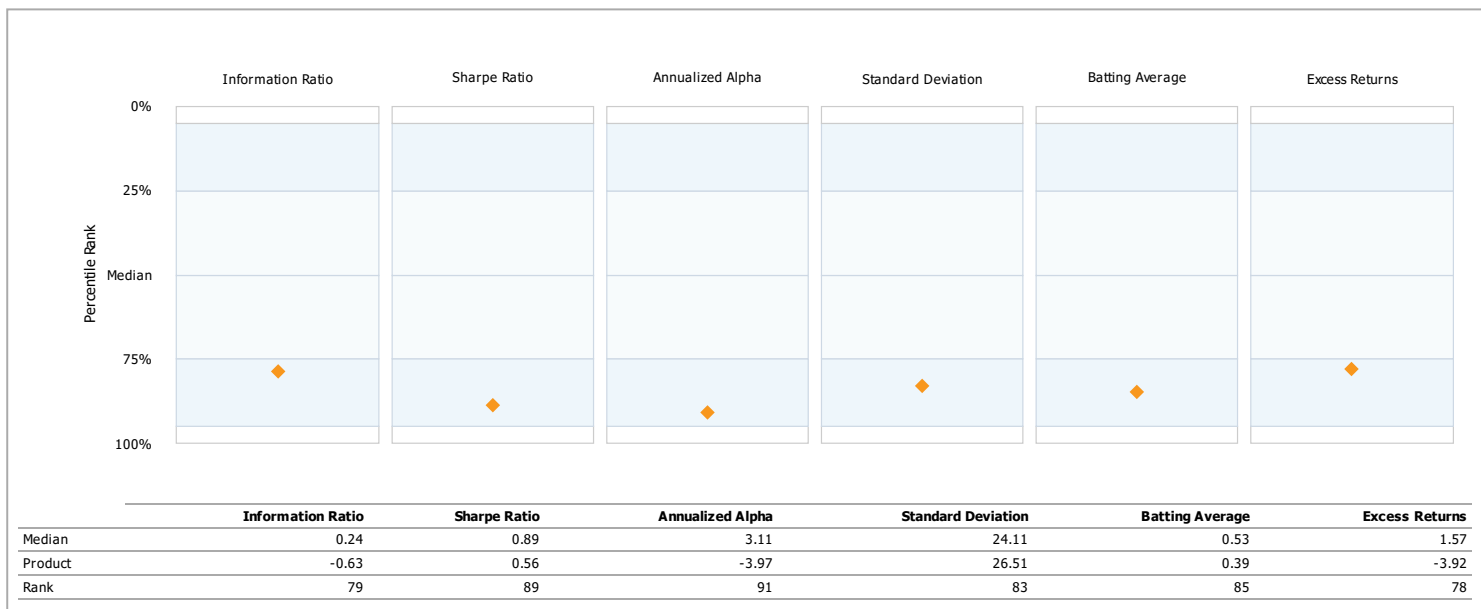 Information Ratio Sharpe Ratio Annualized Alpha Standard Deviation Batting Average Excess Returns
0%
25%
Percentile Rank
Median
75%
100%
Information Ratio Sharpe Ratio Annualized Alpha Standard Deviation Batting Average Excess Returns
Median 0.24 0.89 3.11 24.11 0.53 1.57
Product -0.63 0.56 -3.97 26.51 0.39 -3.92
Rank 79 89 91 83 85 78